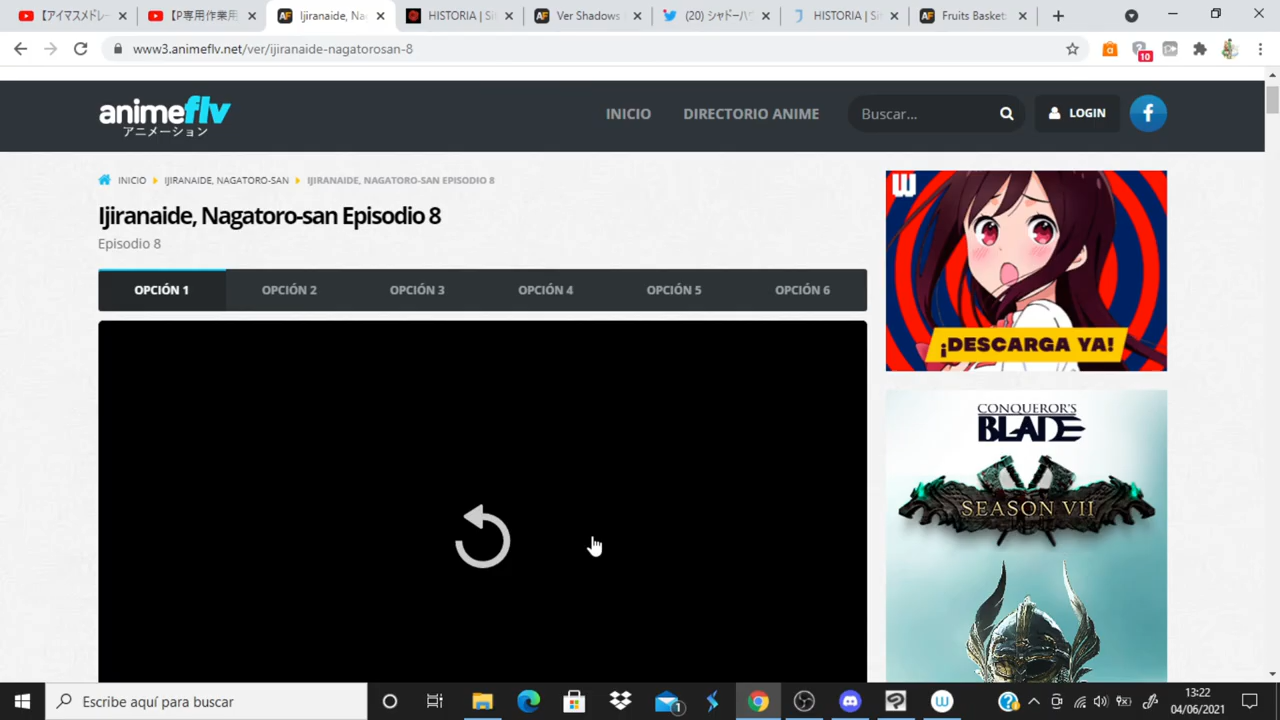 【アイマスメドレ
【P専用作業用
Ijiranaide, Na
HISTORIA | Si
Ver Shadows
(20) シャドーハウ
HISTORIA | Si
Fruits Basket
www3.animeflv.net/ver/ijiranaide-nagatorosan-8
10
animeflv
アニメーション
INICIO
DIRECTORIO ANIME
Buscar...
LOGIN
INICIO
IJIRANAIDE, NAGATORO-SAN
IJIRANAIDE, NAGATORO-SAN EPISODIO 8
Ijiranaide, Nagatoro-san Episodio 8
Episodio 8
OPCIÓN 1
OPCIÓN 2
OPCIÓN 3
OPCIÓN 4
OPCIÓN 5
OPCIÓN 6
W
¡DESCARGA YA!
CONQUEROR'S
BLADE
SEASON VII
Escribe aquí para buscar
1
13:22
04/06/2021